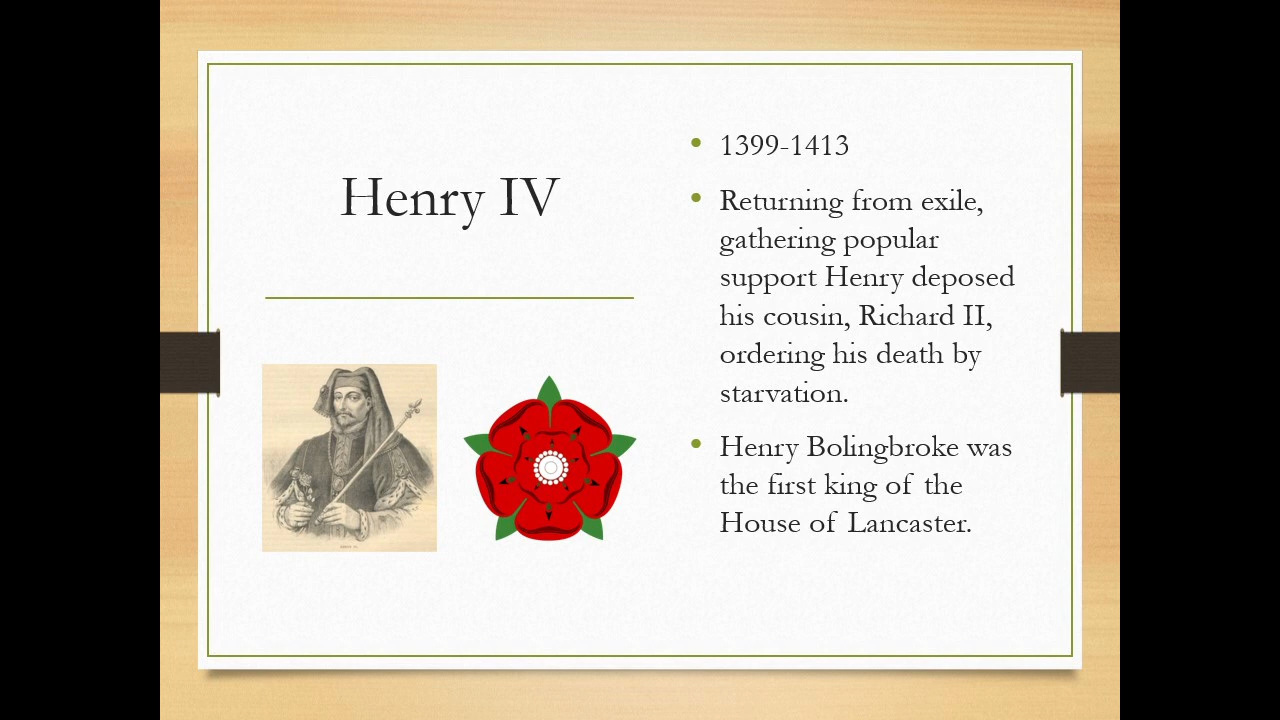 Henry IV
• 1399-1413
• Returning from exile,
gathering popular
support Henry deposed
his cousin, Richard II,
ordering his death by
starvation.
• Henry Bolingbroke was
the first king of the
House of Lancaster.